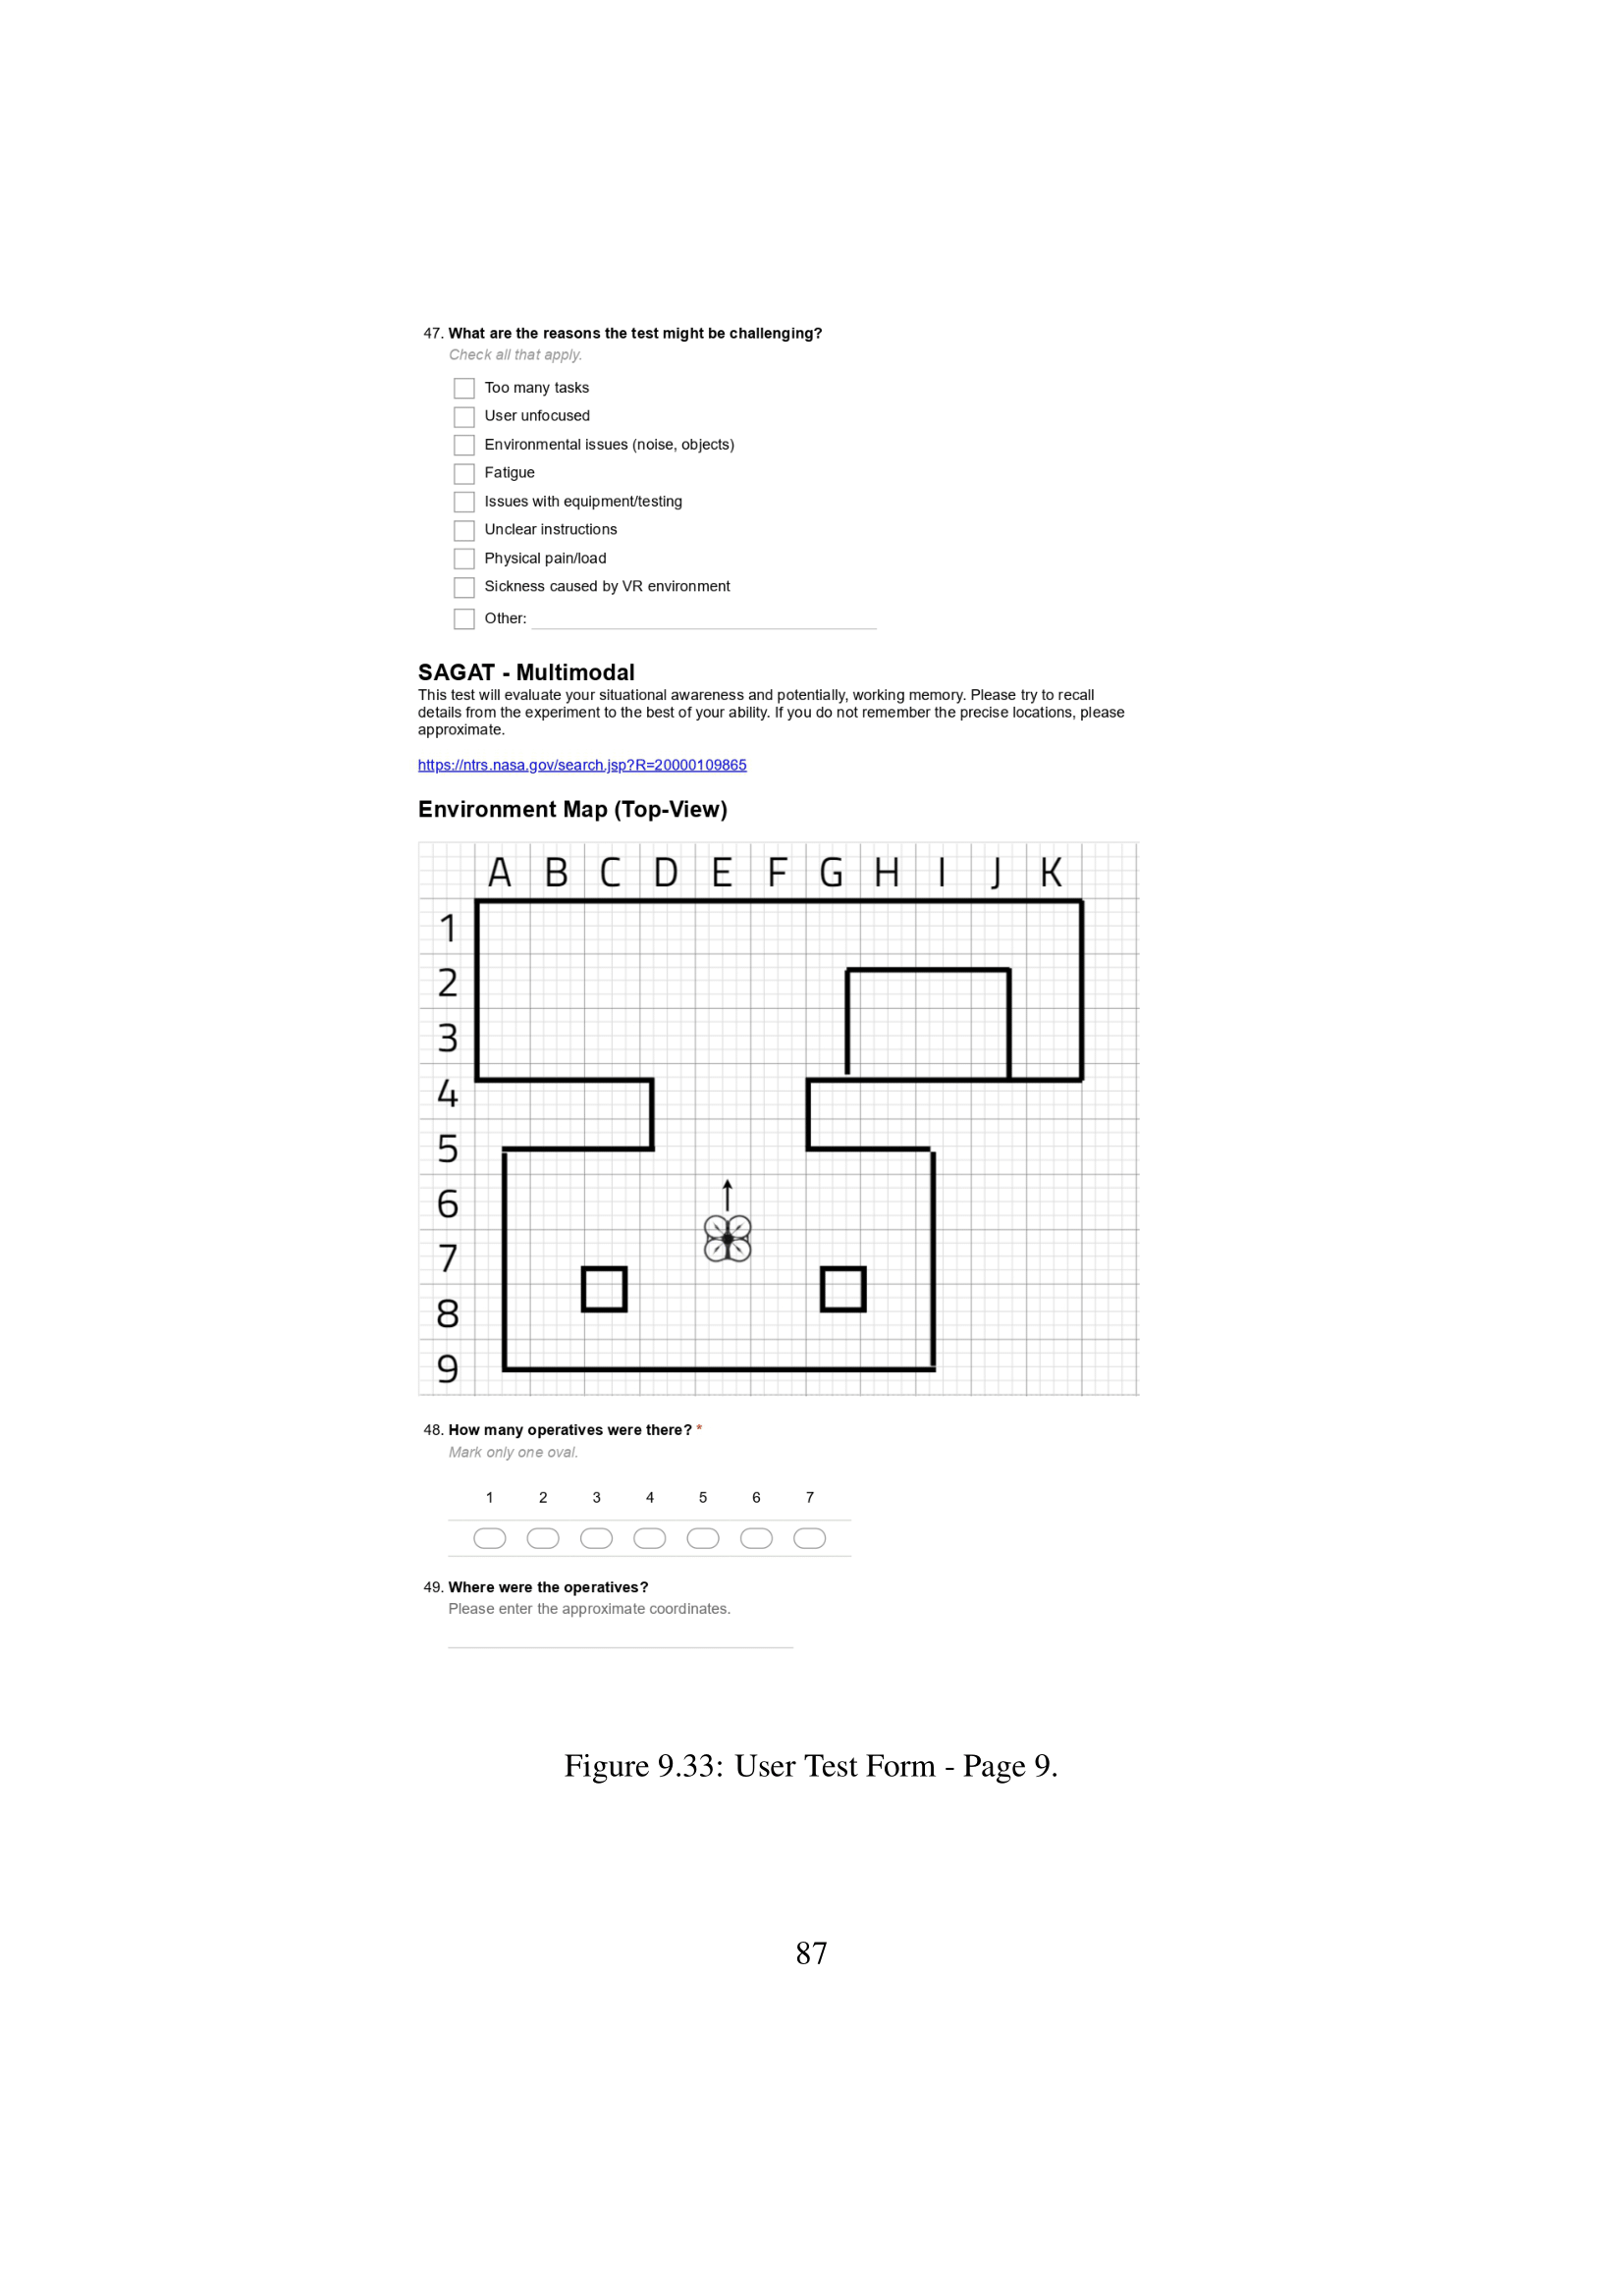 47. What are the reasons the test might be challenging?
Check all that apply.
Too many tasks
User unfocused
Environmental issues (noise, objects)
Fatigue
Issues with equipment/testing
Unclear instructions
Physical pain/load
Sickness caused by VR environment
Other:
SAGAT - Multimodal
This test will evaluate your situational awareness and potentially, working memory. Please try to recall
details from the experiment to the best of your ability. If you do not remember the precise locations, please
approximate.
https://ntrs.nasa.gov/search.jsp?R=20000109865
Environment Map (Top-View)
A B C D E F G H I J K
1
2
3
4
5
6
7
8
9
48. How many operatives were there? *
Mark only one oval.
1 2 3 4 5 6 7
49. Where were the operatives?
Please enter the approximate coordinates.
Figure 9.33: User Test Form - Page 9.
87